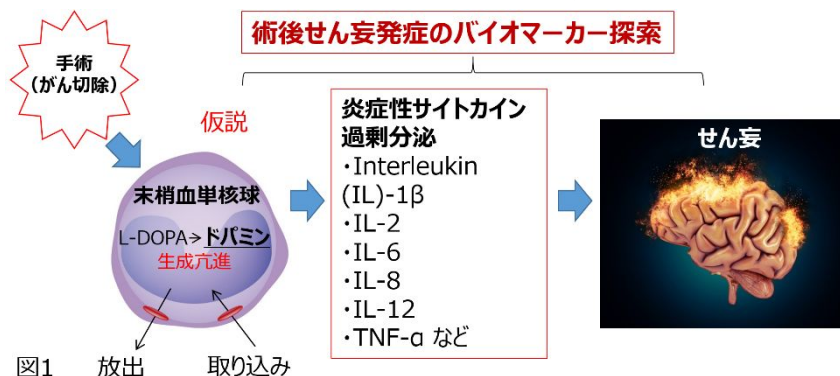 術後せん妄発症のバイオマーカー探索
手術
(がん切除)
仮説
末梢血単核球
L-DOPA→ドパミン
生成亢進
放出
取り込み
炎症性サイトカイン
過剰分泌
・Interleukin
(IL)-1β
・IL-2
・IL-6
・IL-8
・IL-12
・TNF-α など
せん妄
図1